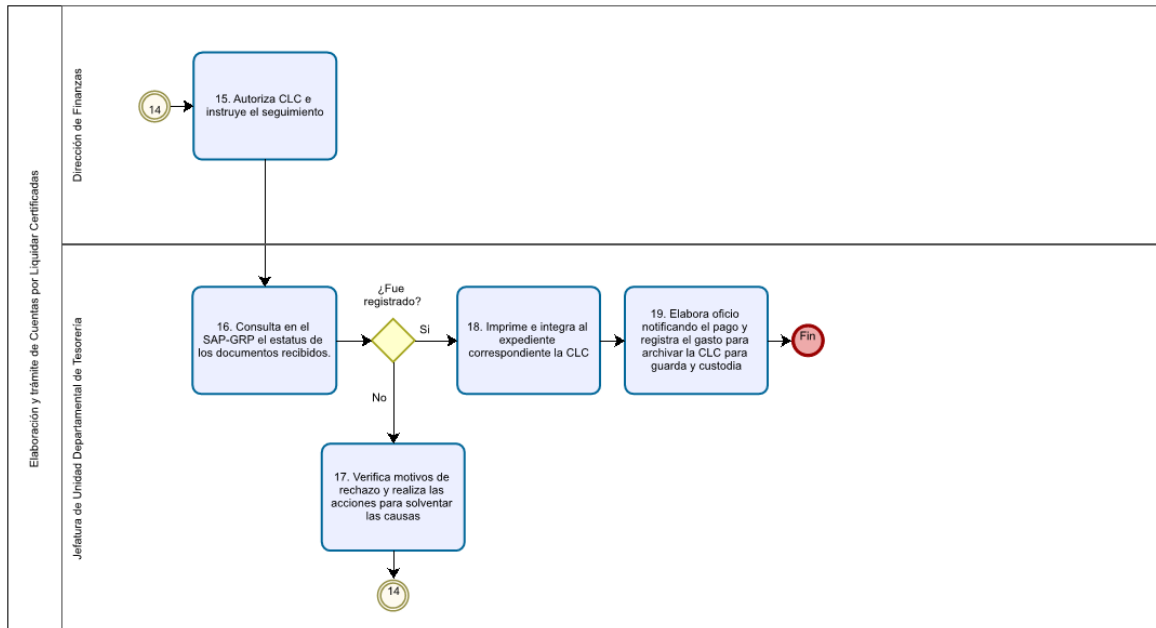 Elaboración y trámite de Cuentas por Liquidar Certificadas
Dirección de Finanzas
14
15. Autoriza CLC e
instruye el seguimiento
Jefatura de Unidad Departamental de Tesorería
16. Consulta en el
SAP-GRP el estatus de
los documentos recibidos.
¿Fue
registrado?
Si
18. Imprime e integra al
expediente
correspondiente la CLC
19. Elabora oficio
notificando el pago y
registra el gasto para
archivar la CLC para
guarda y custodia
Fin
No
17. Verifica motivos de
rechazo y realiza las
acciones para solventar
las causas
14